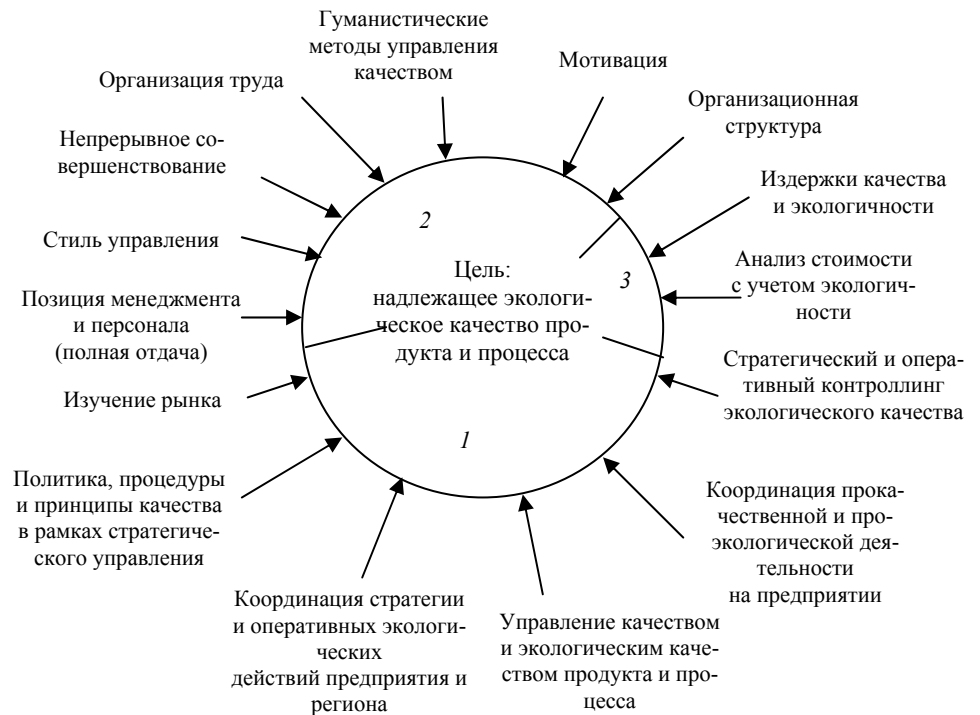 Гуманистические
методы управления
качеством
Мотивация
Организация труда
Организационная
структура
Непрерывное со-
вершенствование
Издержки качества
и экологичности
Стиль управления
2
3
Цель:
надлежащее экологи-
ческое качество про-
дукта и процесса
Анализ стоимости
с учетом экологич-
ности
Позиция менеджмента
и персонала
(полная отдача)
Стратегический и опера-
тивный контроллинг
экологического качества
Изучение рынка
1
Политика, процедуры
и принципы качества
в рамках стратегиче-
ского управления
Координация прока-
чественной и про-
экологической дея-
тельности
на предприятии
Координация стратегии
и оперативных экологи-
ческих
действий предприятия и
региона
Управление качеством
и экологическим каче-
ством продукта и про-
цесса